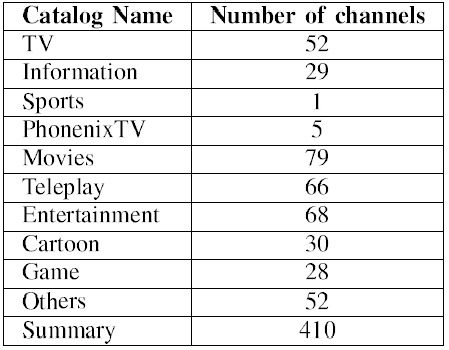 Catalog Name Number of channels
TV 52
Information 29
Sports 1
PhonenixTV 5
Movies 79
Teleplay 66
Entertainment 68
Cartoon 30
Game 28
Others 52
Summary 410